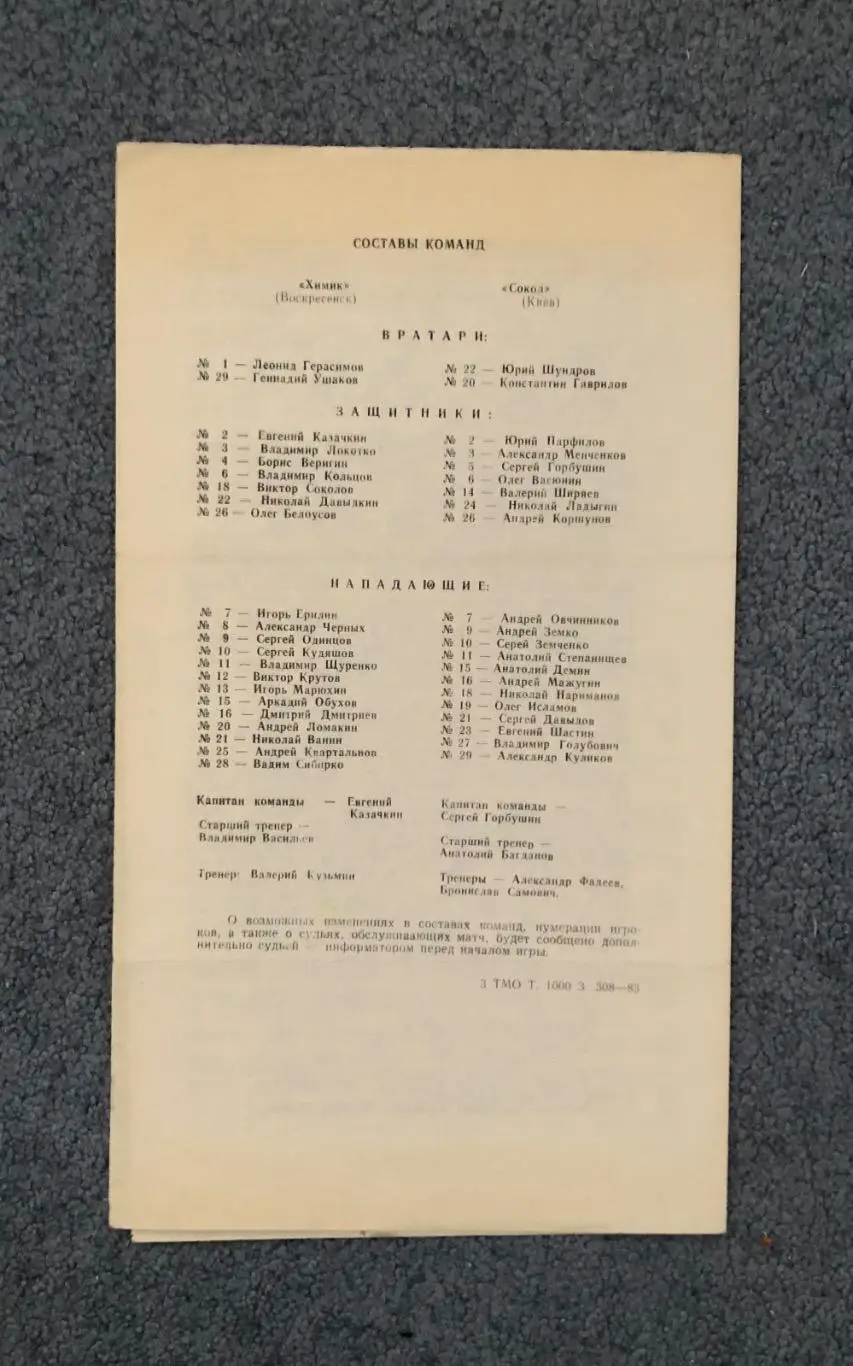 СОСТАВЫ КОМАНД
«Химик»
(Воскресенск)
«Сокол»
(Киев)
ВРАТАРИ:
№ 1 — Леонид Герасимов
№ 29 — Геннадий Ушаков
№ 22 — Юрий Шундров
№ 20 — Константин Гаврилов
ЗАЩИТНИКИ:
№ 2 — Евгений Казачкин
№ 3 — Владимир Локотко
№ 4 — Борис Веригин
№ 6 — Владимир Кольцов
№ 18 — Виктор Соколов
№ 22 — Николай Давыдкин
№ 26 — Олег Белоусов
№ 2 — Юрий Парфилов
№ 3 — Александр Менченков
№ 5 — Сергей Горбушин
№ 6 — Олег Васюнин
№ 14 — Валерий Ширяев
№ 24 — Николай Ладыгин
№ 26 — Андрей Коршунов
НАПАДАЮЩИЕ:
№ 7 — Игорь Ерилин
№ 8 — Александр Черных
№ 9 — Сергей Одинцов
№ 10 — Сергей Кудяшов
№ 11 — Владимир Щуренко
№ 12 — Виктор Крутов
№ 13 — Игорь Марюхин
№ 15 — Аркадий Обухов
№ 16 — Дмитрий Дмитриев
№ 20 — Андрей Ломакин
№ 21 — Николай Ванин
№ 25 — Андрей Квартальнов
№ 28 — Вадим Сибирко
№ 7 — Андрей Овчинников
№ 9 — Андрей Земко
№ 10 — Серей Земченко
№ 11 — Анатолий Степанищев
№ 15 — Анатолий Демин
№ 16 — Андрей Мажугин
№ 18 — Николай Нариманов
№ 19 — Олег Исламов
№ 21 — Сергей Давыдов
№ 23 — Евгений Шастин
№ 27 — Владимир Голубович
№ 29 — Александр Куликов
Капитан команды — Евгений
Казачкин
Старший тренер —
Владимир Васильев
Тренер: Валерий Кузьмин
Капитан команды —
Сергей Горбушин
Старший тренер —
Анатолий Багданов
Тренеры — Александр Фадеев,
Бронислав Самович.
О возможных изменениях в составах команд, нумерации игро-
ков, а также о судьях, обслуживающих матч, будет сообщено допол-
нительно судьей — информатором перед началом игры.
3 ТМО Т. 1000 З. 508—83